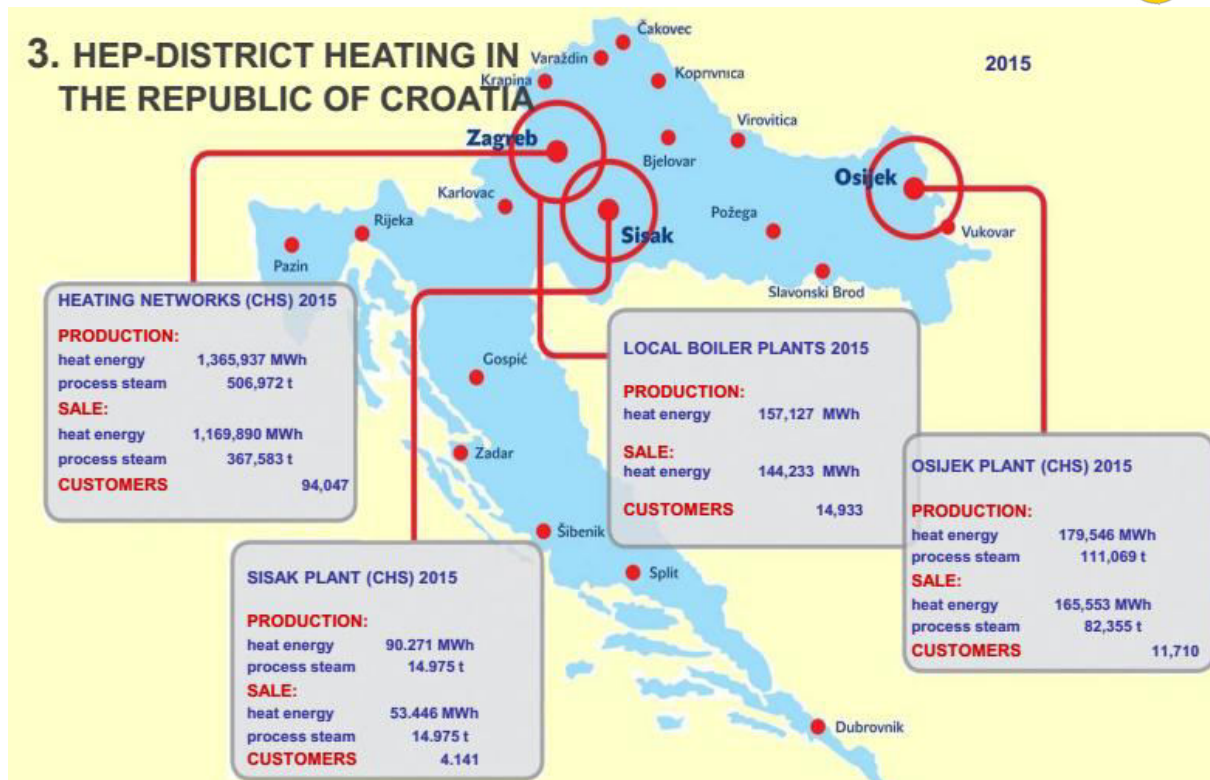 3. HEP-DISTRICT HEATING IN
THE REPUBLIC OF CROATIA
2015
Čakovec
Varaždin
Krapina
Koprivnica
Virovitica
Zagreb
Bjelovar
Osijek
Karlovac
Sisak
Požega
Vukovar
Rijeka
Pazin
Slavonski Brod
Gospić
Zadar
Šibenik
Split
Dubrovnik
HEATING NETWORKS (CHS) 2015
PRODUCTION:
heat energy 1,365,937 MWh
process steam 506,972 t
SALE:
heat energy 1,169,890 MWh
process steam 367,583 t
CUSTOMERS 94,047
LOCAL BOILER PLANTS 2015
PRODUCTION:
heat energy 157,127 MWh
SALE:
heat energy 144,233 MWh
CUSTOMERS 14,933
OSIJEK PLANT (CHS) 2015
PRODUCTION:
heat energy 179,546 MWh
process steam 111,069 t
SALE:
heat energy 165,553 MWh
process steam 82,355 t
CUSTOMERS 11,710
SISAK PLANT (CHS) 2015
PRODUCTION:
heat energy 90.271 MWh
process steam 14.975 t
SALE:
heat energy 53.446 MWh
process steam 14.975 t
CUSTOMERS 4.141